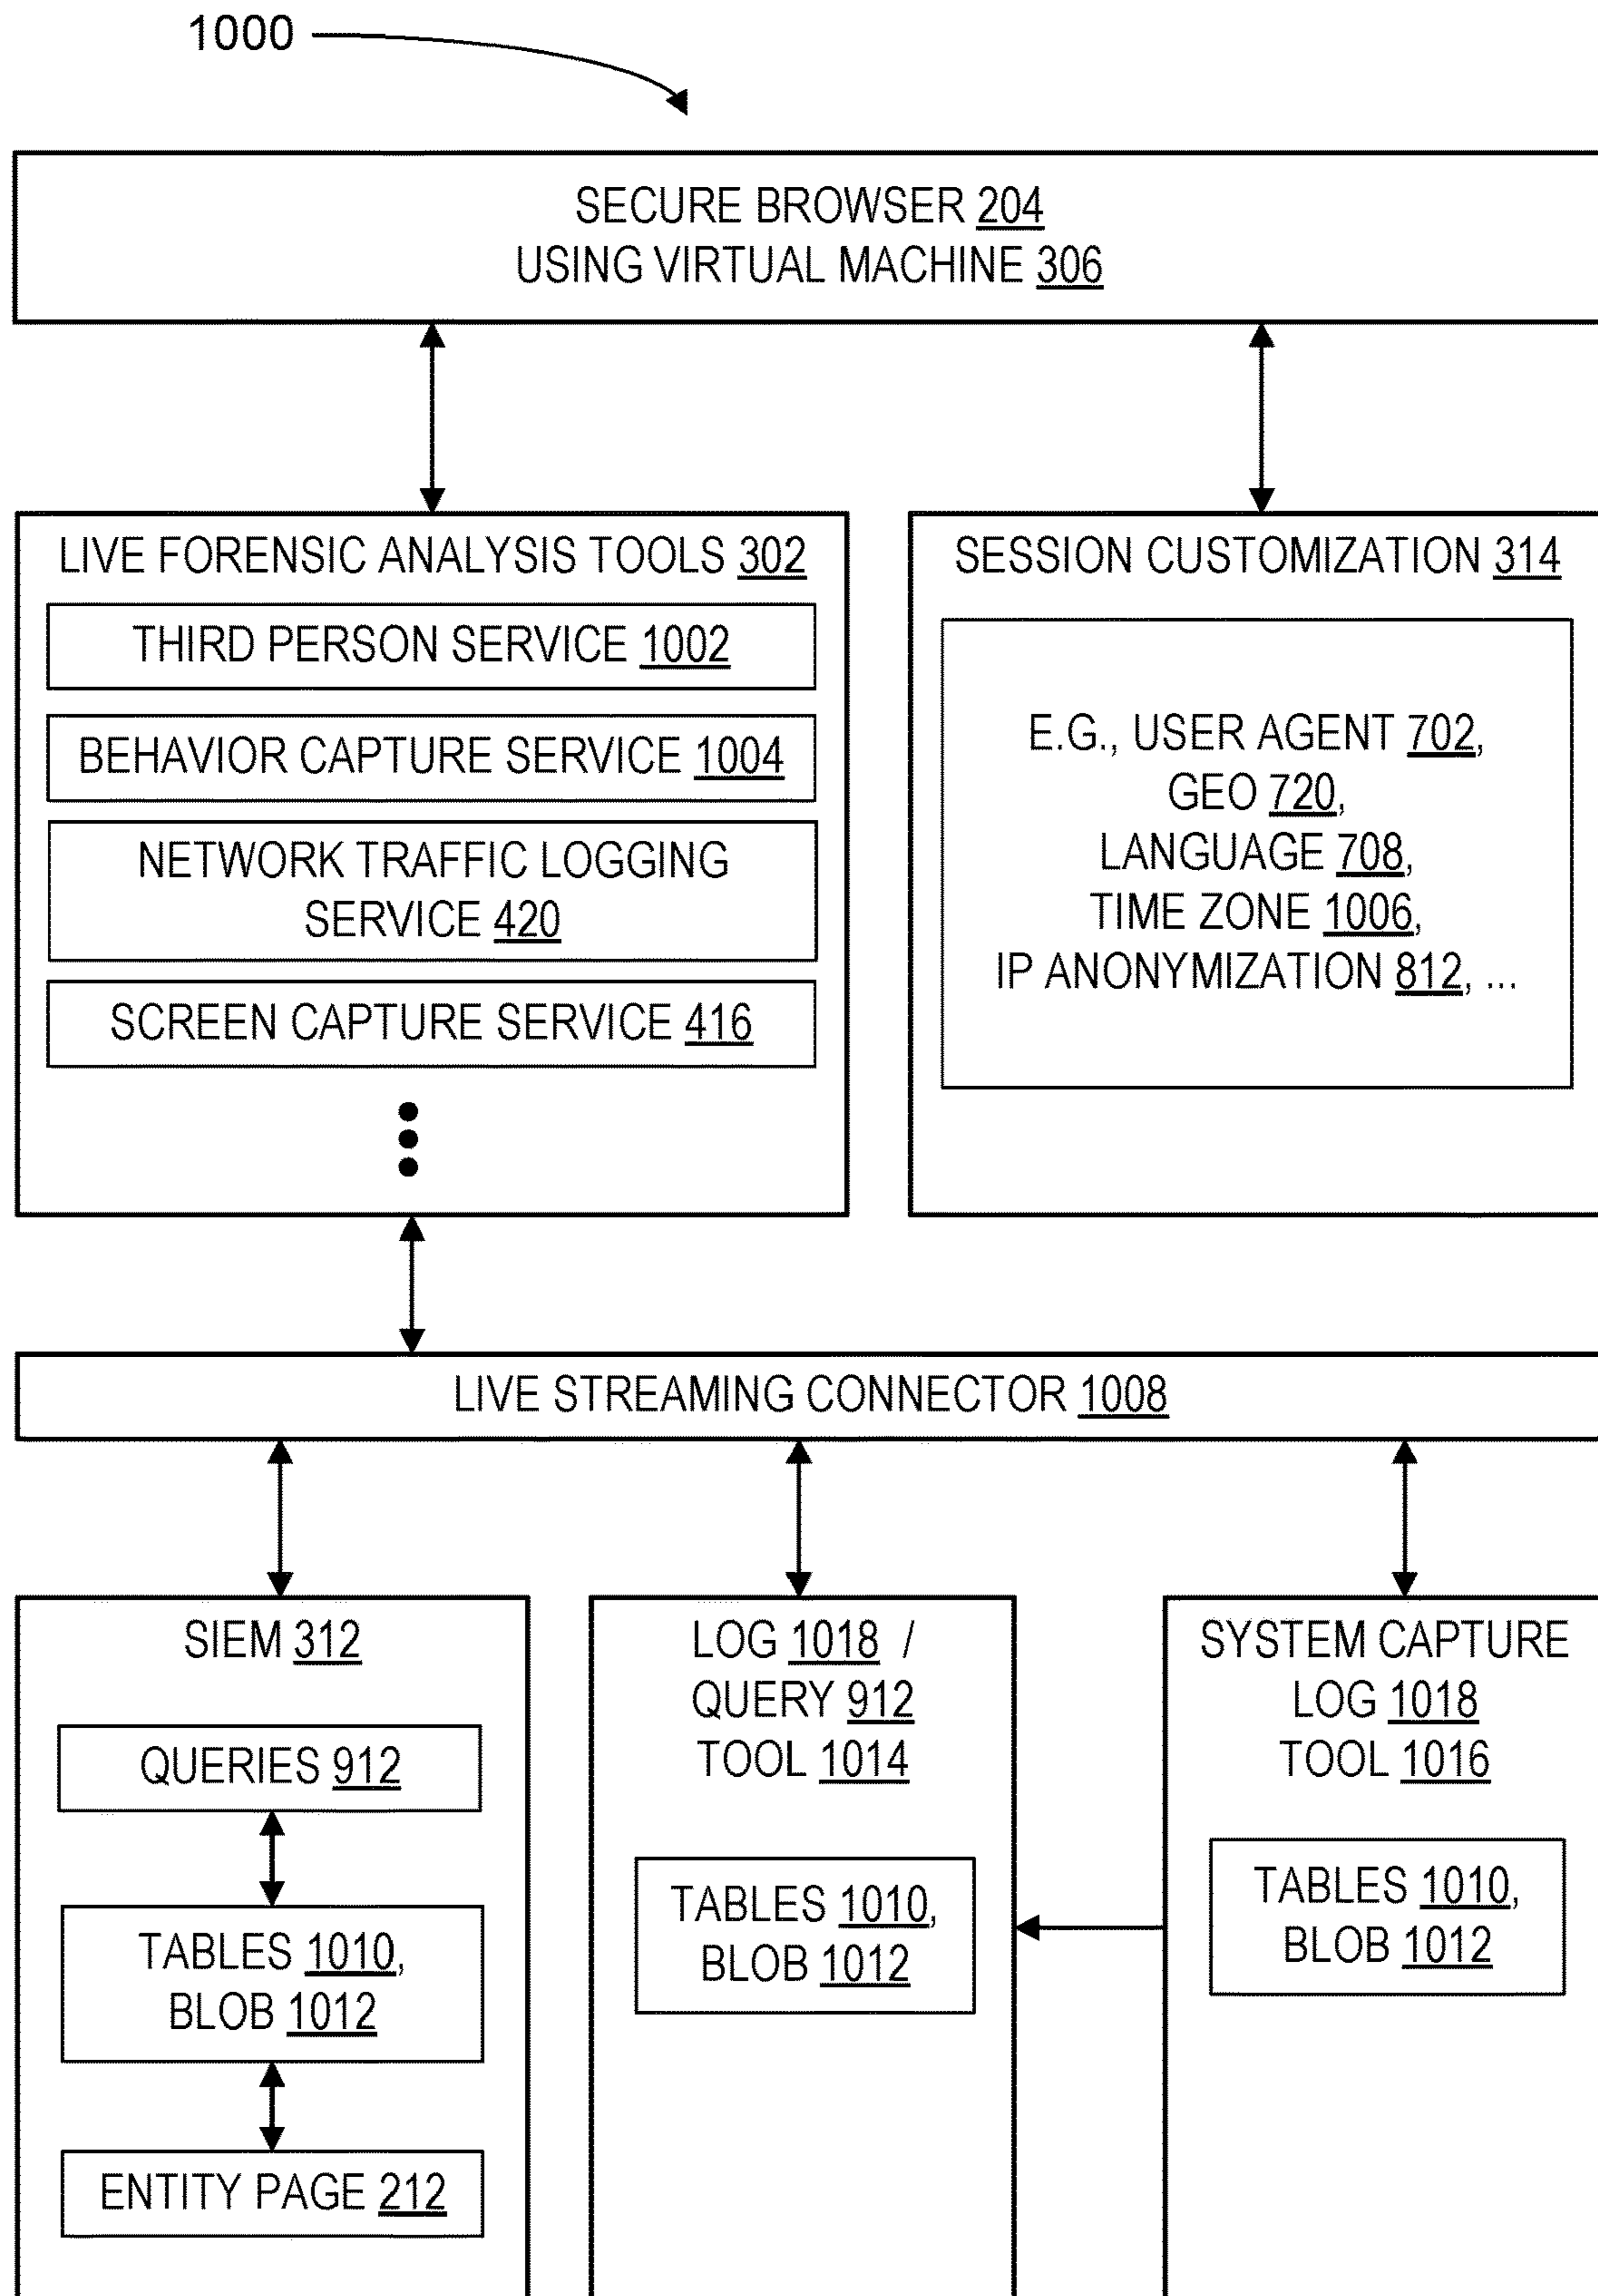 1000
SECURE BROWSER 204
USING VIRTUAL MACHINE 306
LIVE FORENSIC ANALYSIS TOOLS 302
THIRD PERSON SERVICE 1002
BEHAVIOR CAPTURE SERVICE 1004
NETWORK TRAFFIC LOGGING
SERVICE 420
SCREEN CAPTURE SERVICE 416
SESSION CUSTOMIZATION 314
E.G., USER AGENT 702,
GEO 720,
LANGUAGE 708,
TIME ZONE 1006,
IP ANONYMIZATION 812, ...
LIVE STREAMING CONNECTOR 1008
SIEM 312
QUERIES 912
TABLES 1010,
BLOB 1012
ENTITY PAGE 212
LOG 1018 /
QUERY 912
TOOL 1014
TABLES 1010,
BLOB 1012
SYSTEM CAPTURE
LOG 1018
TOOL 1016
TABLES 1010,
BLOB 1012